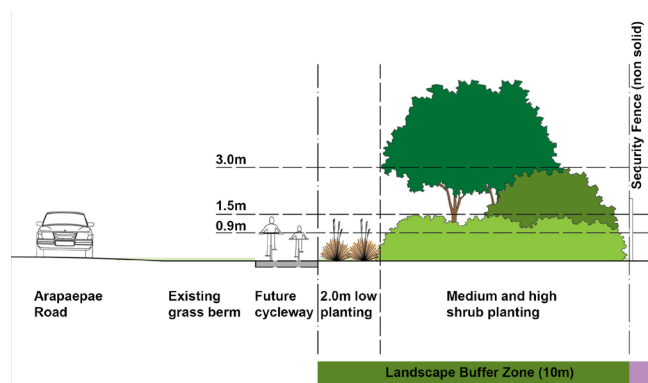 Security Fence (non solid)
3.0m
1.5m
0.9m
Arapaepae
Road
Existing
grass berm
Future
cycleway
2.0m low
planting
Medium and high
shrub planting
Landscape Buffer Zone (10m)